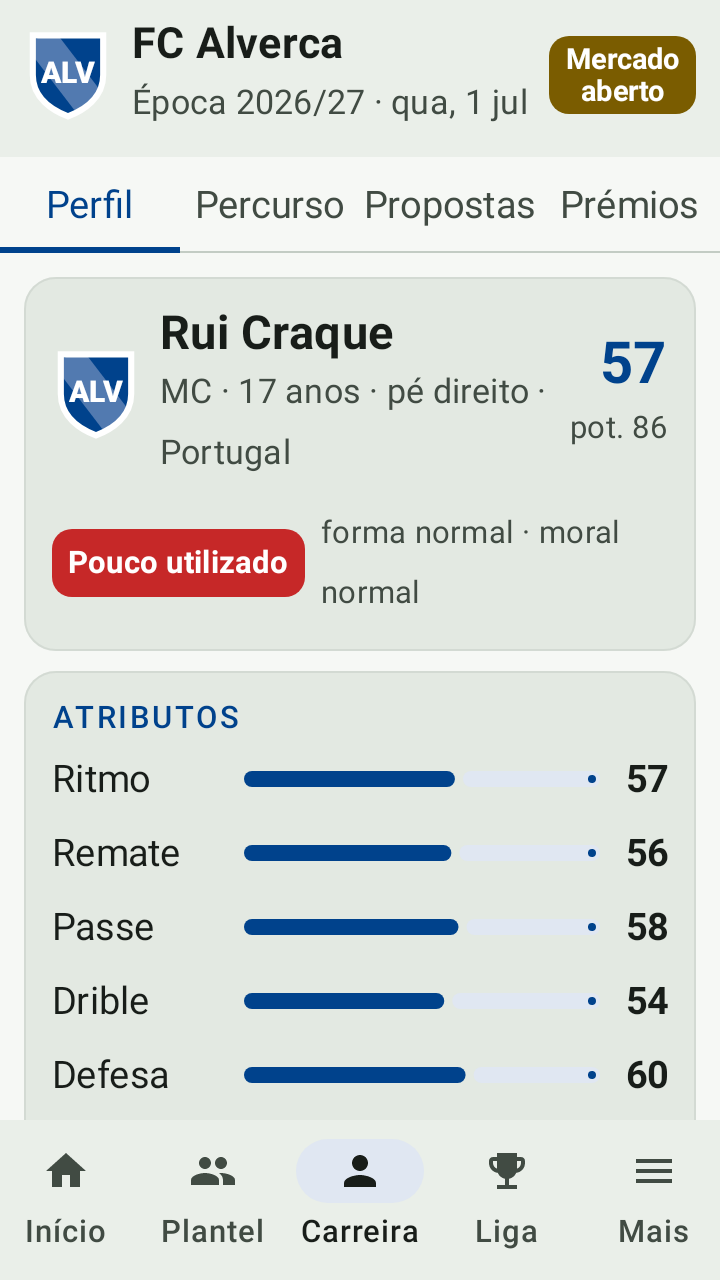 ALV
FC Alverca
Época 2026/27 · qua, 1 jul
Mercado
aberto
Perfil
Percurso
Propostas
Prémios
ALV
Rui Craque
MC · 17 anos · pé direito ·
Portugal
57
pot. 86
Pouco utilizado
forma normal · moral
normal
ATRIBUTOS
Ritmo 57
Remate 56
Passe 58
Drible 54
Defesa 60
Início
Plantel
Carreira
Liga
Mais